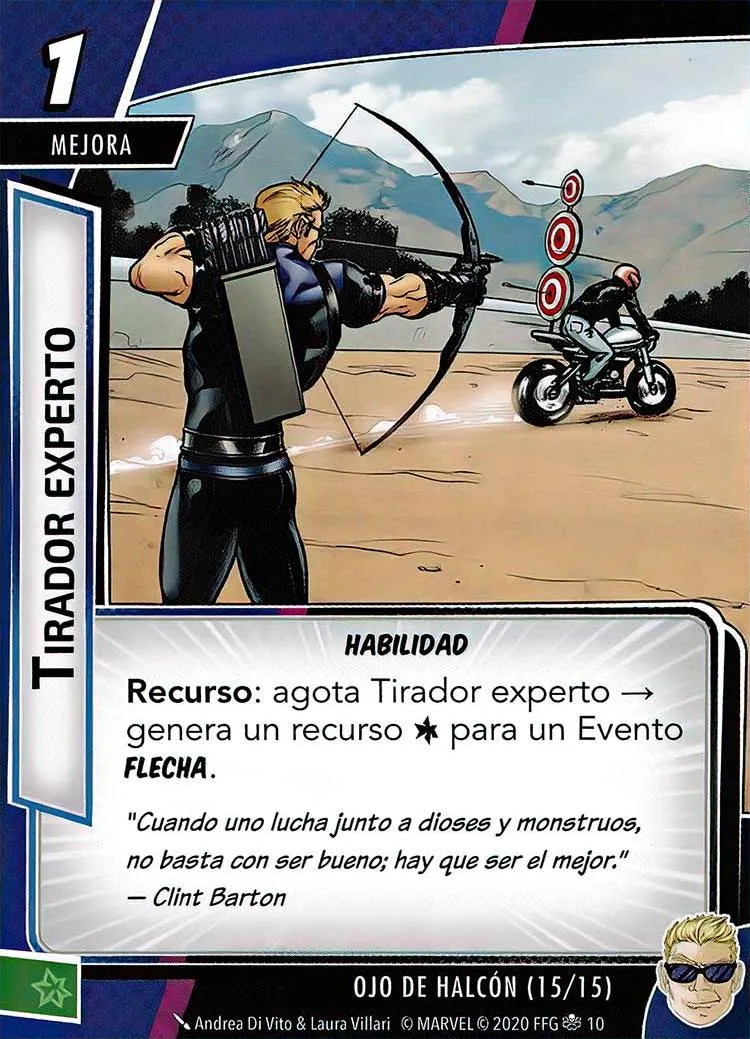 1
MEJORA
TIRADOR EXPERTO
HABILIDAD
Recurso: agota Tirador experto →
genera un recurso para un Evento
FLECHA.
"Cuando uno lucha junto a dioses y monstruos,
no basta con ser bueno; hay que ser el mejor."
— Clint Barton
OJO DE HALCÓN (15/15)
Andrea Di Vito & Laura Villari © MARVEL © 2020 FFG 10